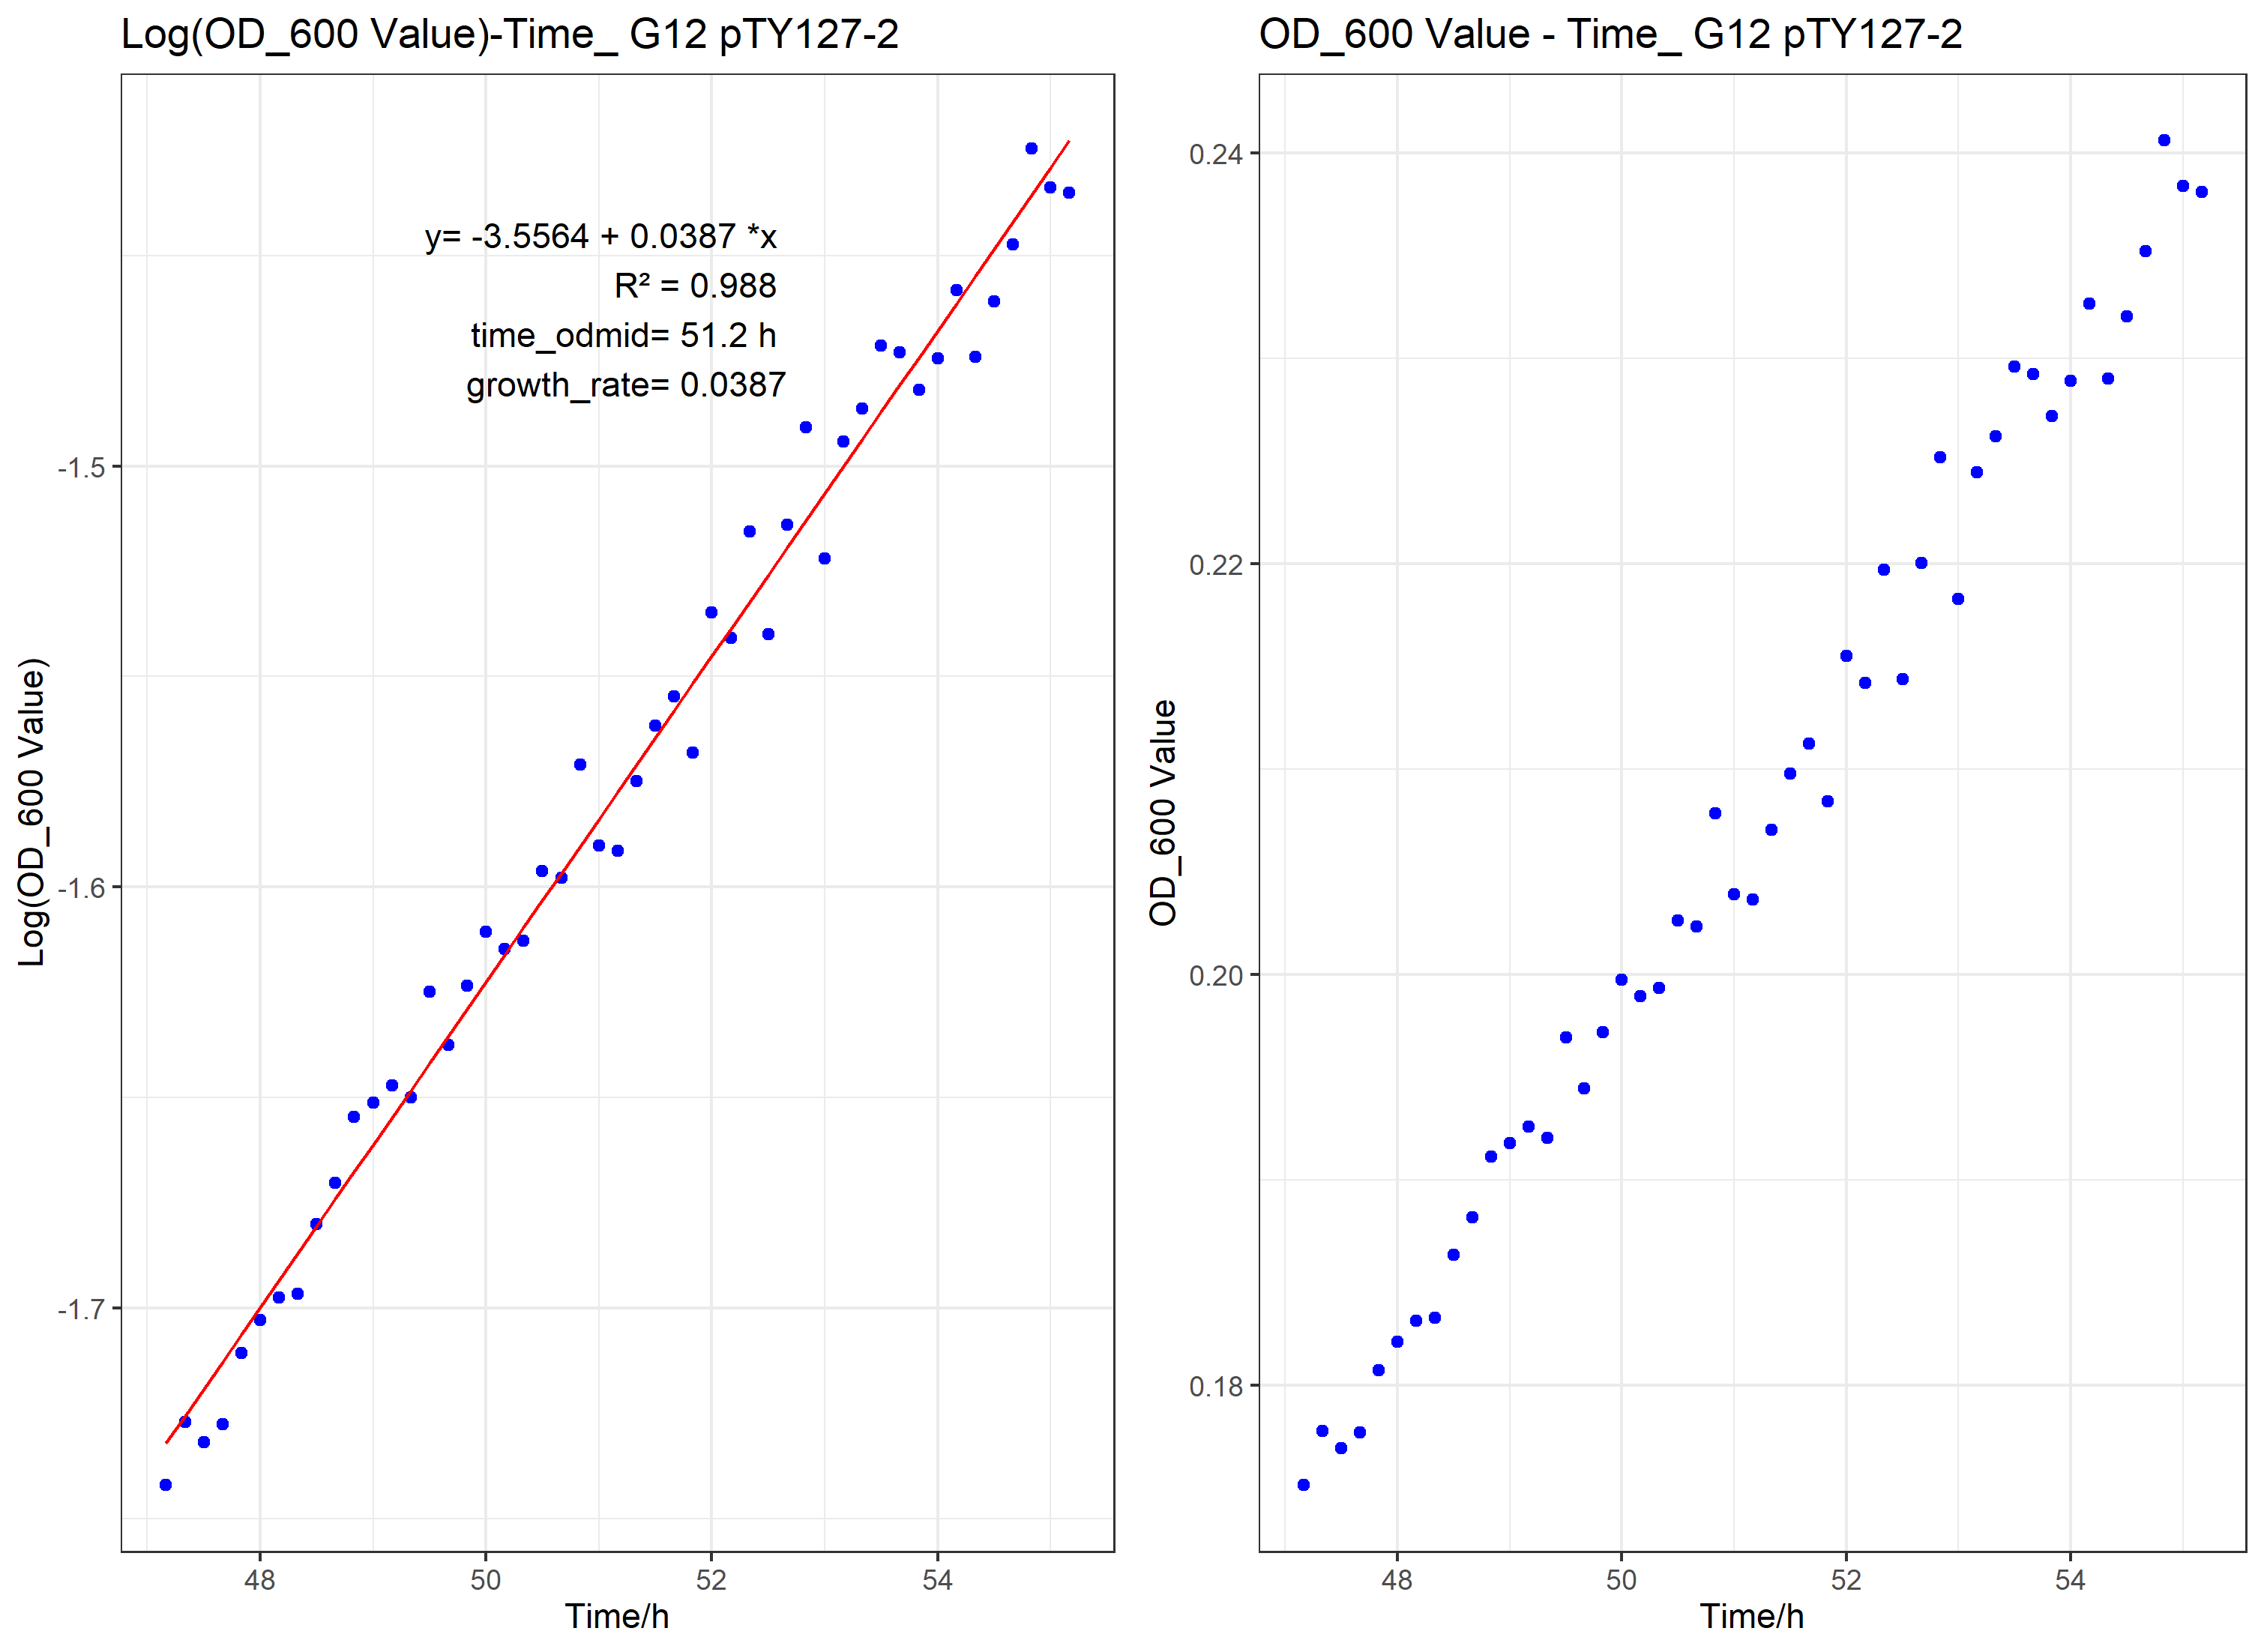 Log(OD_600 Value)-Time_ G12 pTY127-2
y= -3.5564 + 0.0387 *x
R² = 0.988
time_odmid= 51.2 h
growth_rate= 0.0387
-1.5
-1.6
-1.7
Log(OD_600 Value)
48 50 52 54
Time/h
OD_600 Value - Time_ G12 pTY127-2
0.24
0.22
0.20
0.18
OD_600 Value
48 50 52 54
Time/h